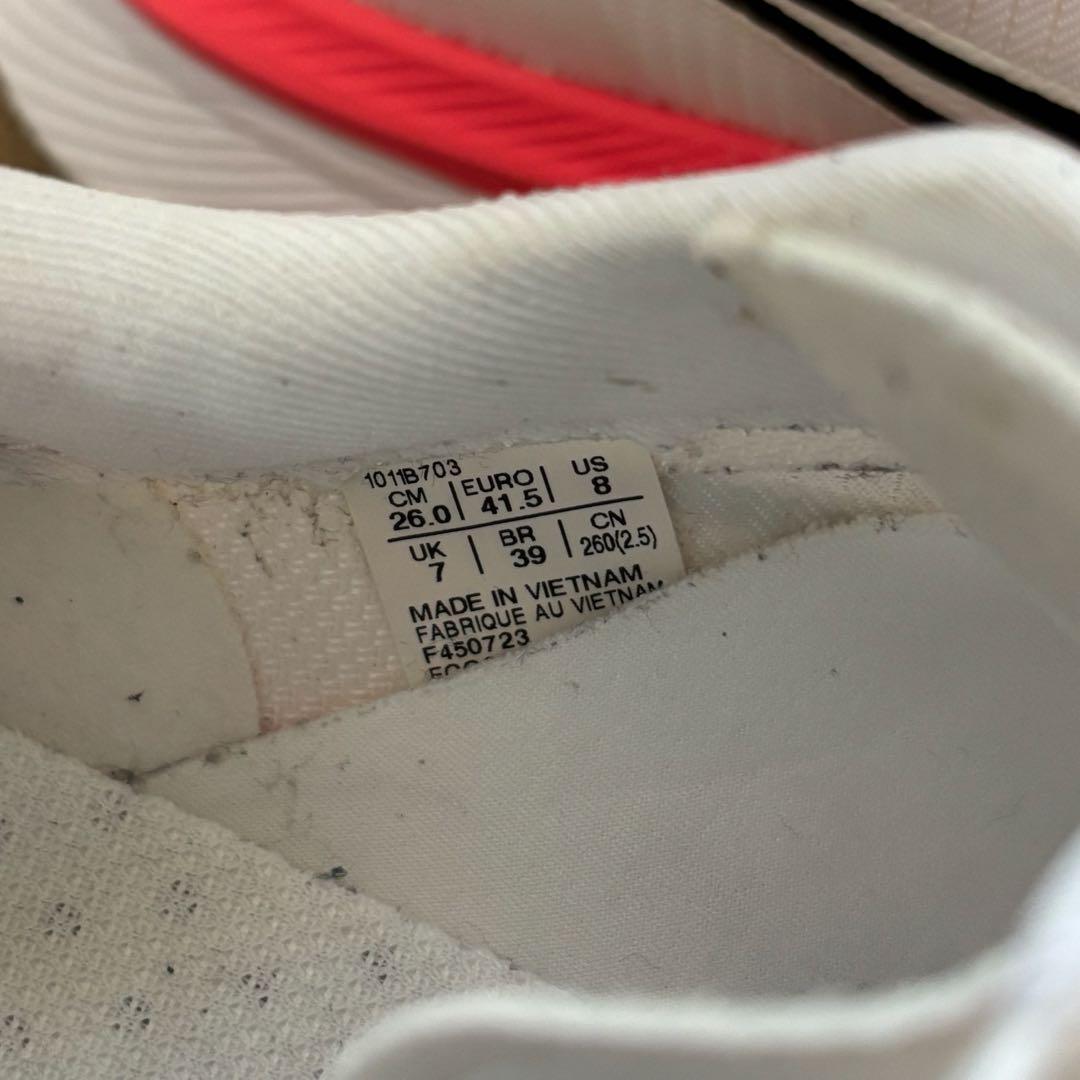 1011B703
CM | EURO | US
26.0 | 41.5 | 8
UK | BR | CN
7 | 39 | 260(2.5)
MADE IN VIETNAM
FABRIQUE AU VIETNAM
F450723